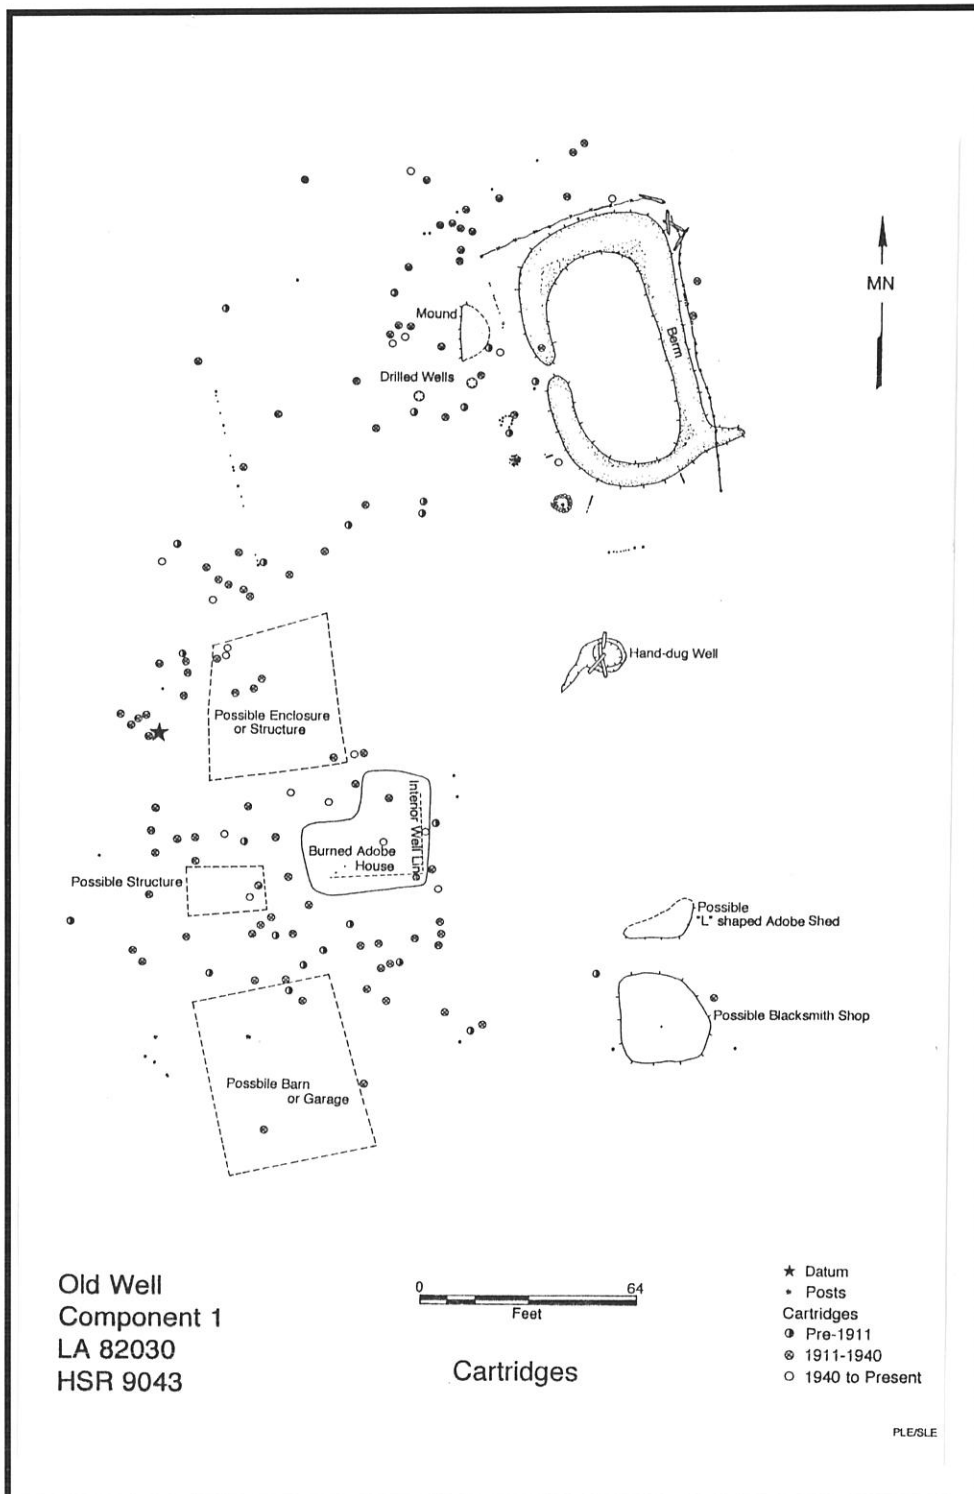 MN
Mound
Berm
Drilled Wells
Hand-dug Well
Possible Enclosure
or Structure
Interior Well Line
Burned Adobe
House
Possible Structure
Possible
"L" shaped Adobe Shed
Possible Blacksmith Shop
Possbile Barn
or Garage
Old Well
Component 1
LA 82030
HSR 9043
0 64
Feet
Cartridges
Datum
Posts
Cartridges
Pre-1911
1911-1940
1940 to Present
PLE/SLE